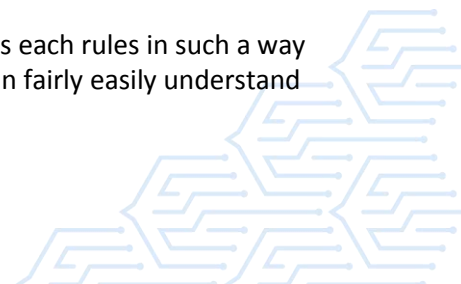 s each rules in such a way
n fairly easily understand